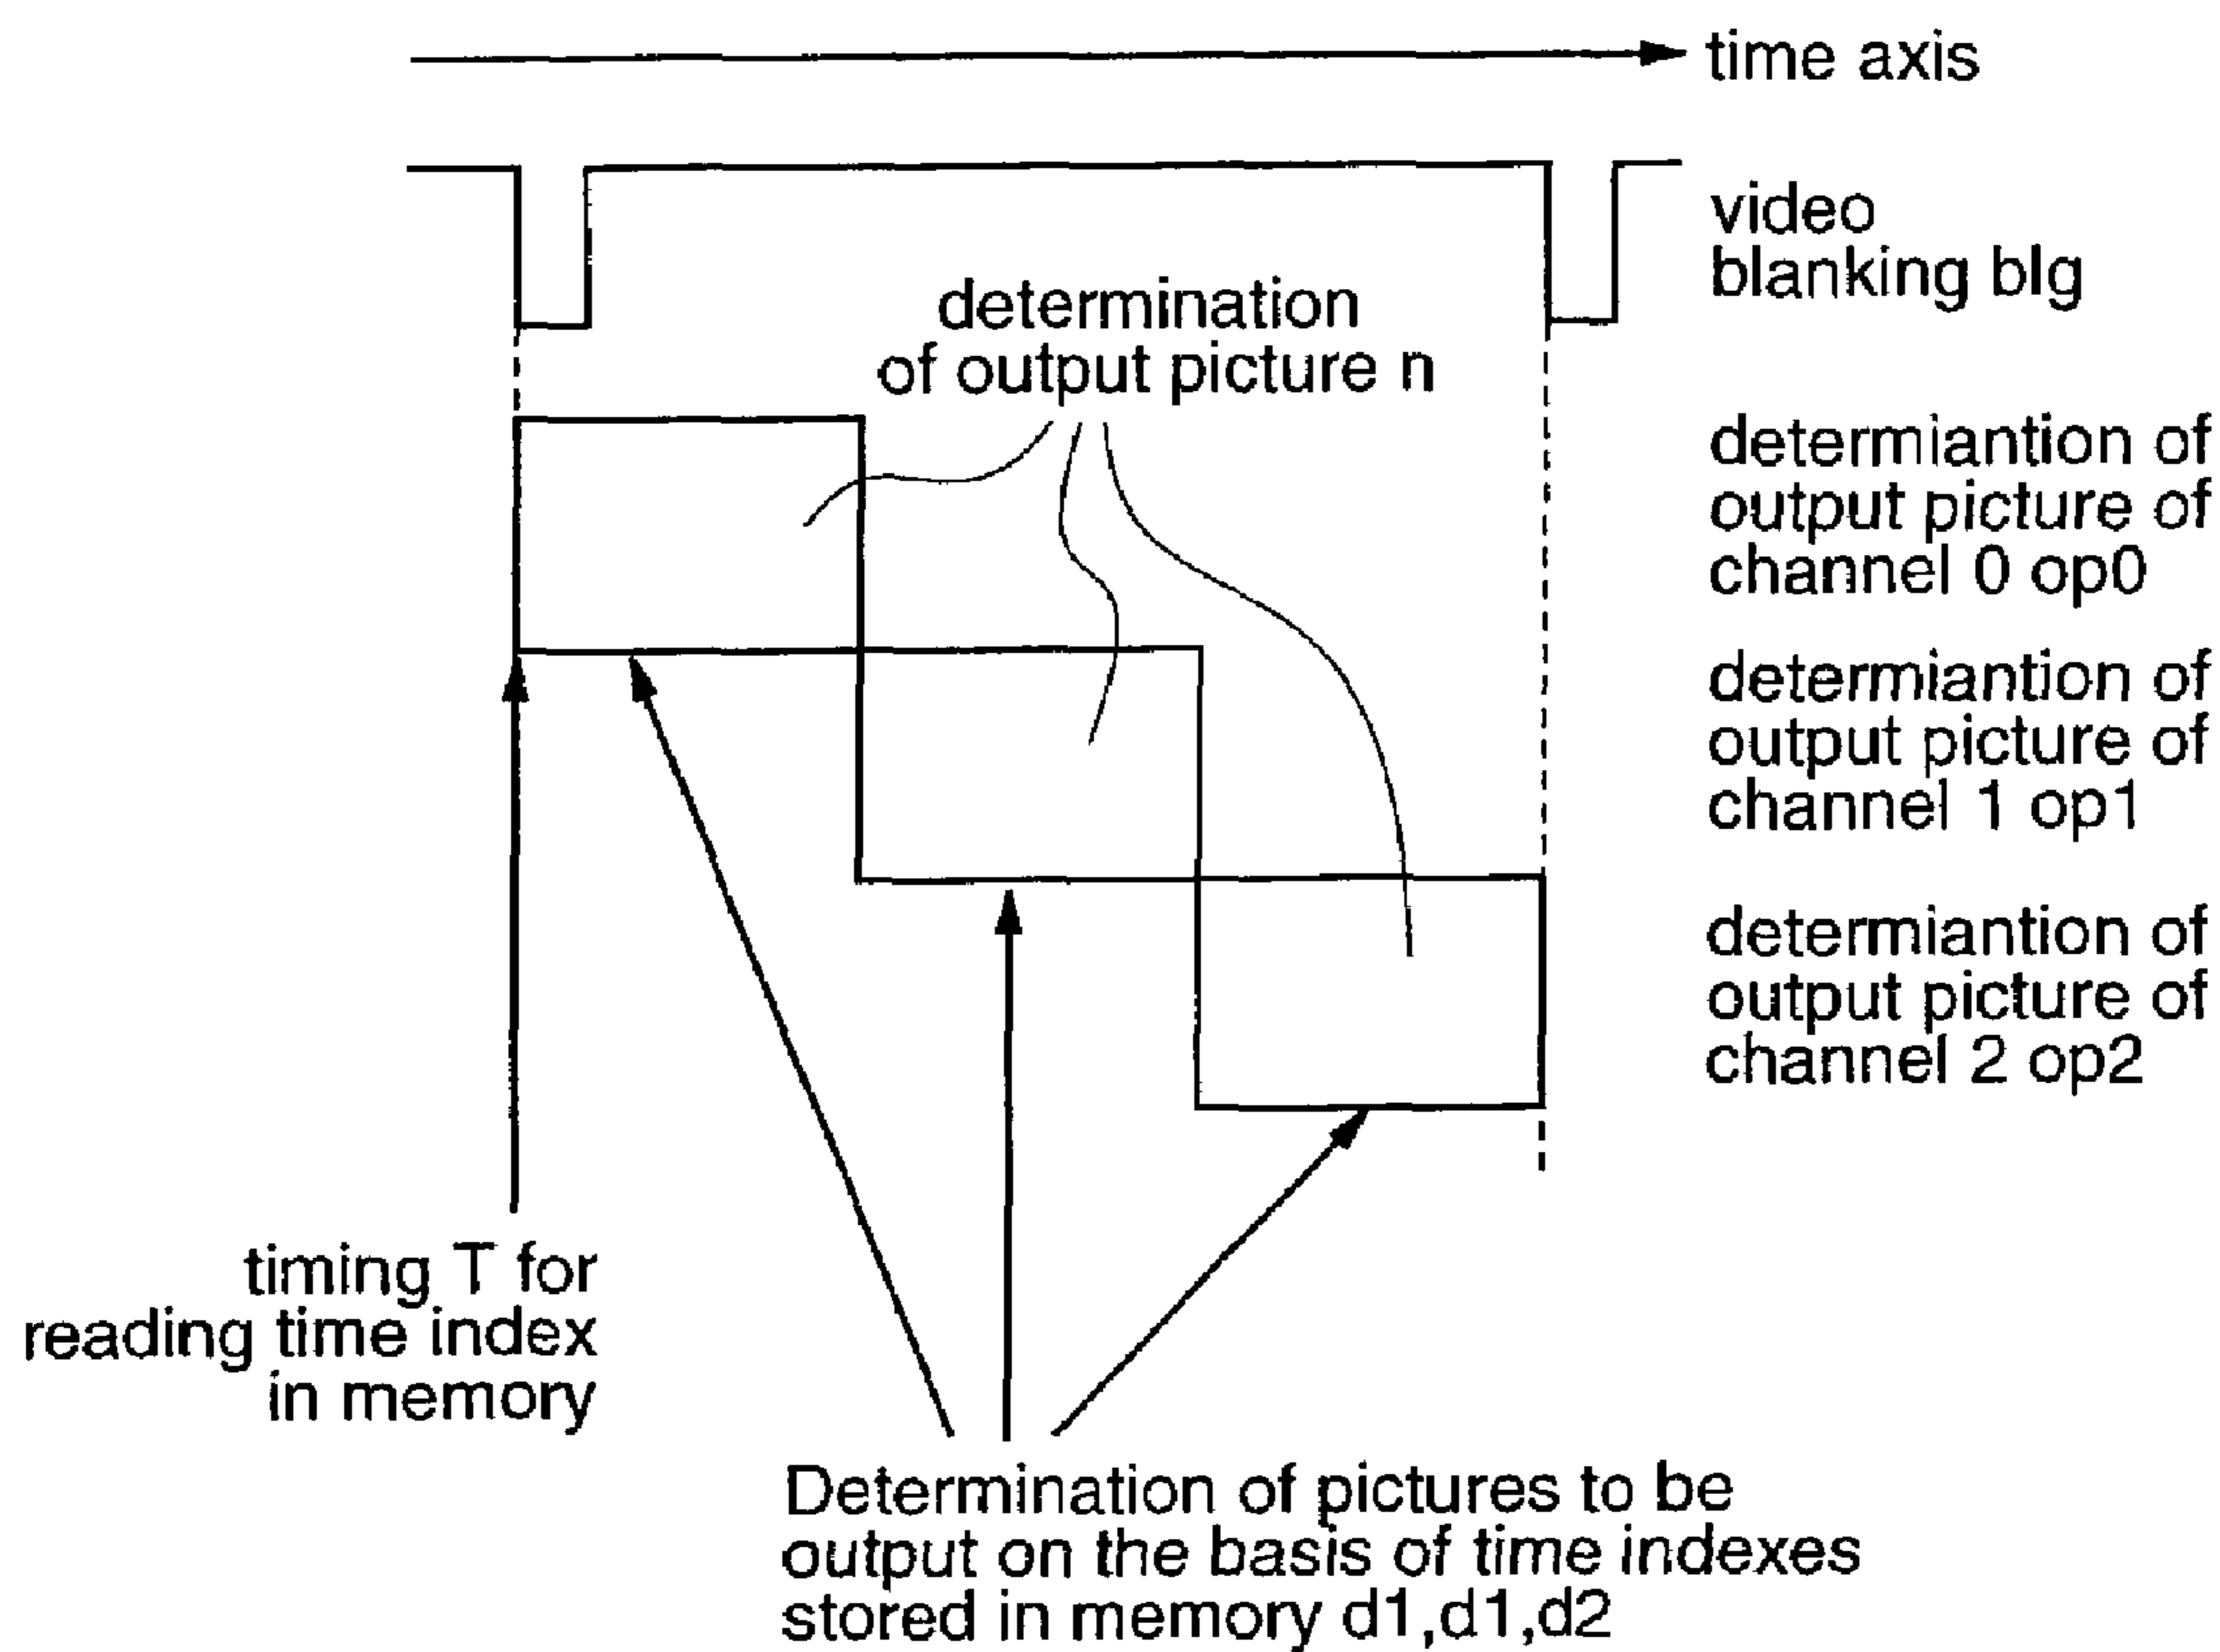 time axis
video
blanking blg
determination
of output picture n
determiantion of
output picture of
channel 0 op0
determiantion of
output picture of
channel 1 op1
determiantion of
output picture of
channel 2 op2
timing T for
reading time index
in memory
Determination of pictures to be
output on the basis of time indexes
stored in memory d1,d1,d2